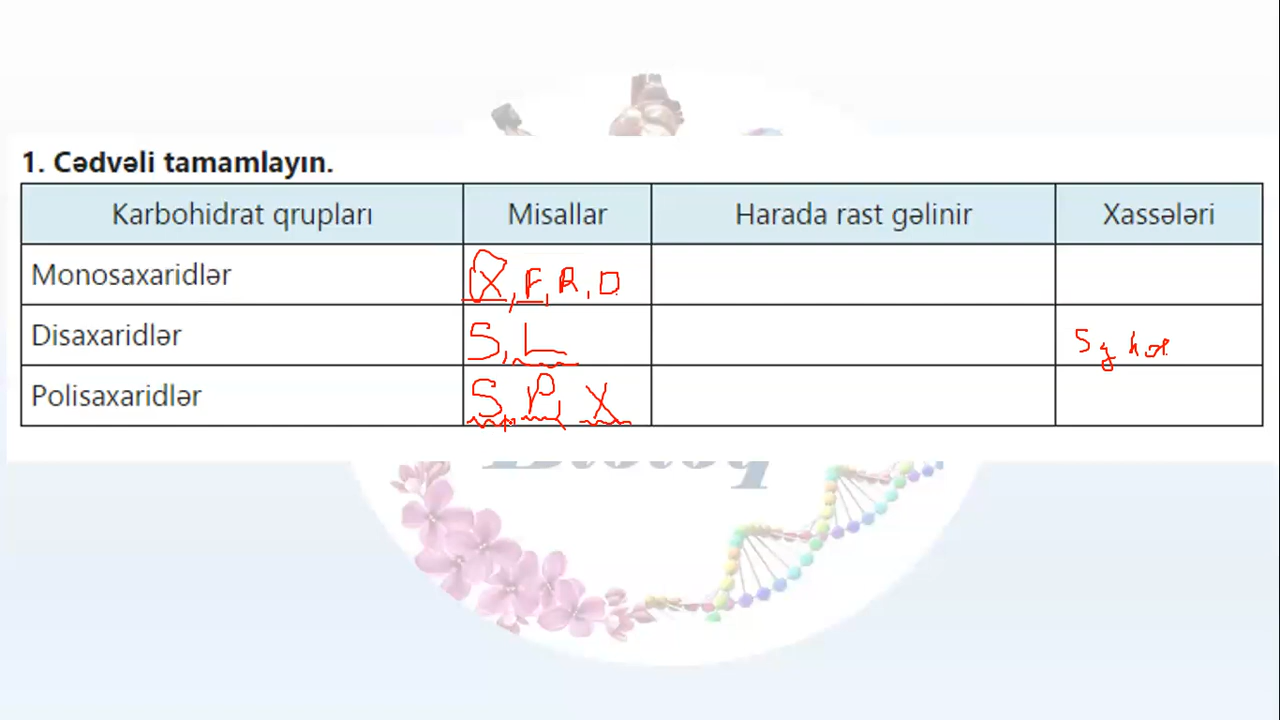 1. Cədvəli tamamlayın.
Karbohidrat qrupları Misallar Harada rast gəlinir Xassələri
Monosaxaridlər X, F, R, D
Disaxaridlər S, L
Polisaxaridlər S, P, X